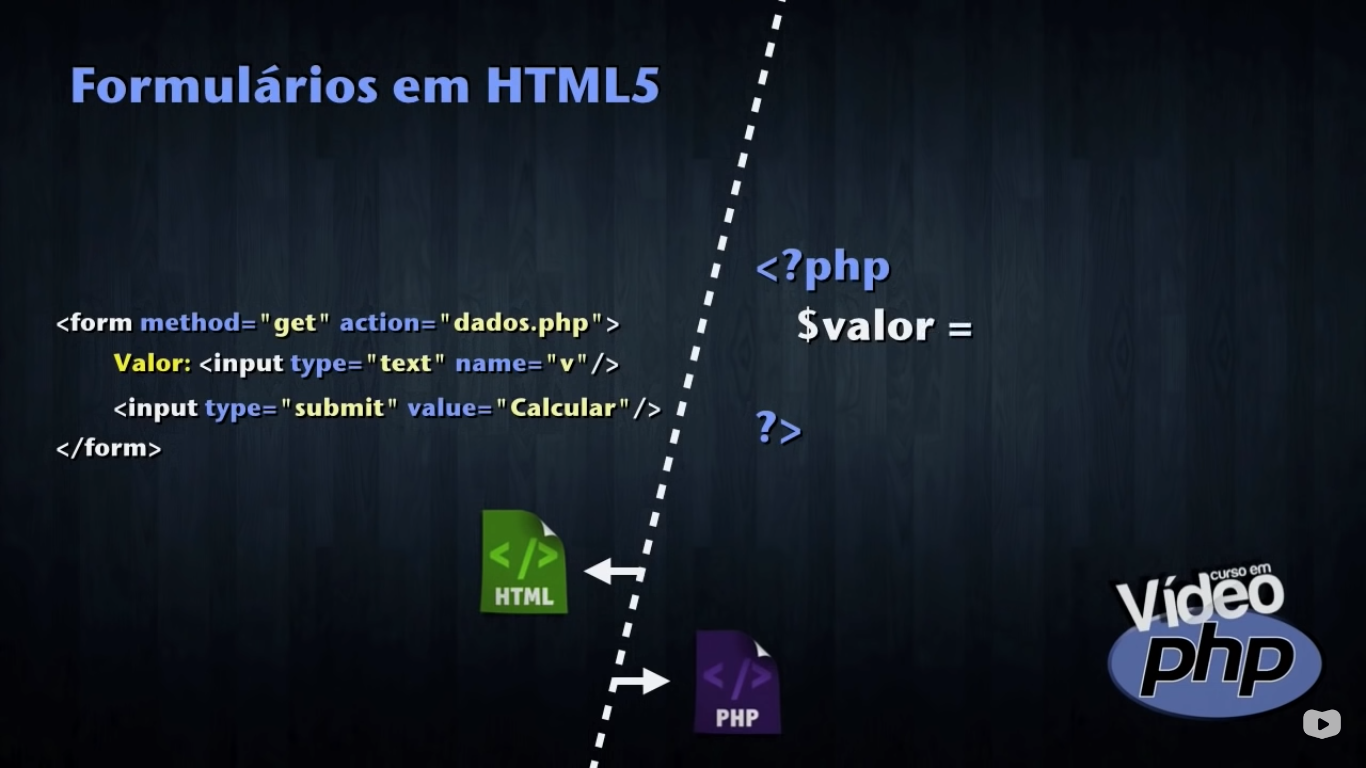 Formulários em HTML5
<form method="get" action="dados.php">
Valor: <input type="text" name="v"/>
<input type="submit" value="Calcular"/>
</form>
<?php
$valor =
?>
</>
HTML
</>
PHP
curso em
Vídeo
php